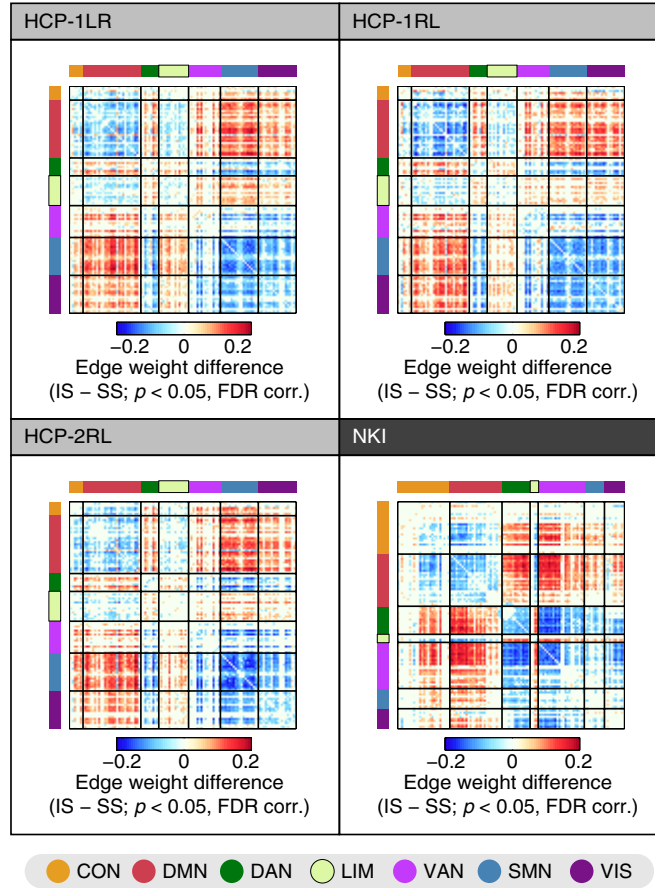 HCP-1LR
HCP-1RL
−0.2 0 0.2
Edge weight difference
(IS − SS; p < 0.05, FDR corr.)
−0.2 0 0.2
Edge weight difference
(IS − SS; p < 0.05, FDR corr.)
HCP-2RL
NKI
−0.2 0 0.2
Edge weight difference
(IS − SS; p < 0.05, FDR corr.)
−0.2 0 0.2
Edge weight difference
(IS − SS; p < 0.05, FDR corr.)
CON DMN DAN LIM VAN SMN VIS